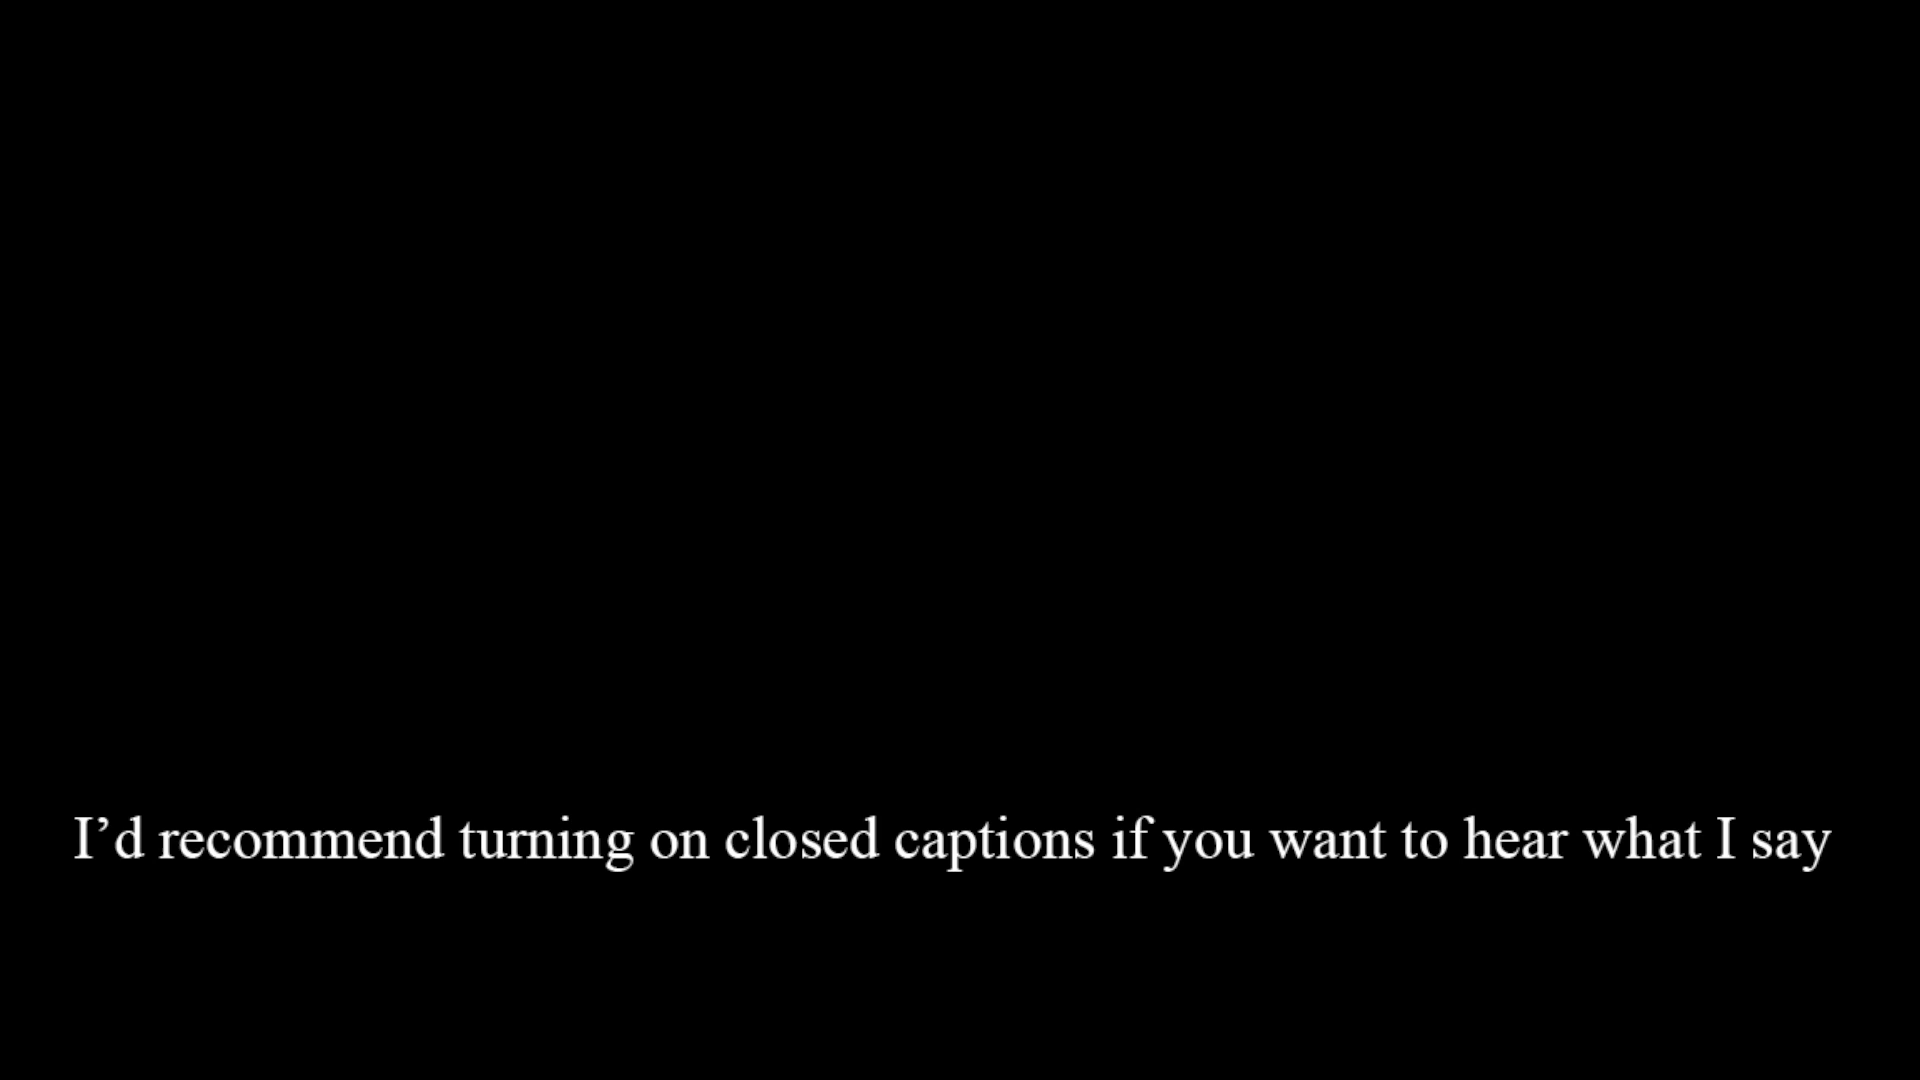 I’d recommend turning on closed captions if you want to hear what I say